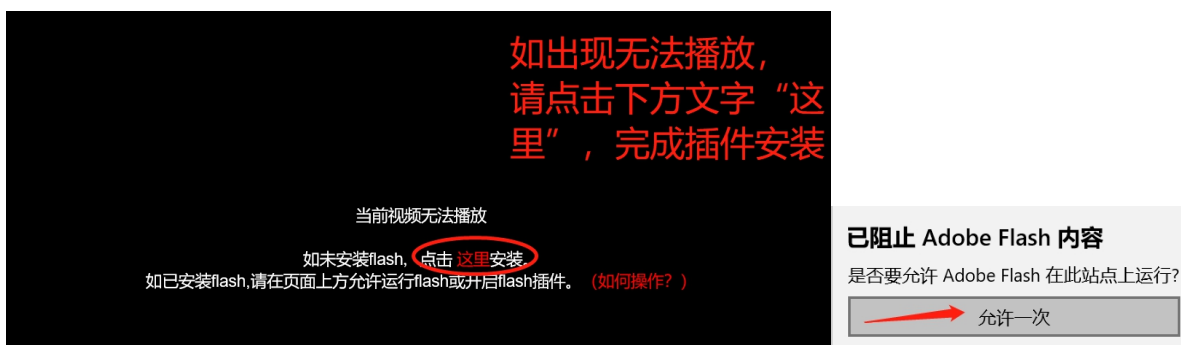 如出现无法播放，
请点击下方文字“这
里”，完成插件安装
当前视频无法播放
如未安装flash, 点击 这里安装。
如已安装flash,请在页面上方允许运行flash或开启flash插件。（如何操作？）
已阻止 Adobe Flash 内容
是否要允许 Adobe Flash 在此站点上运行?
允许一次